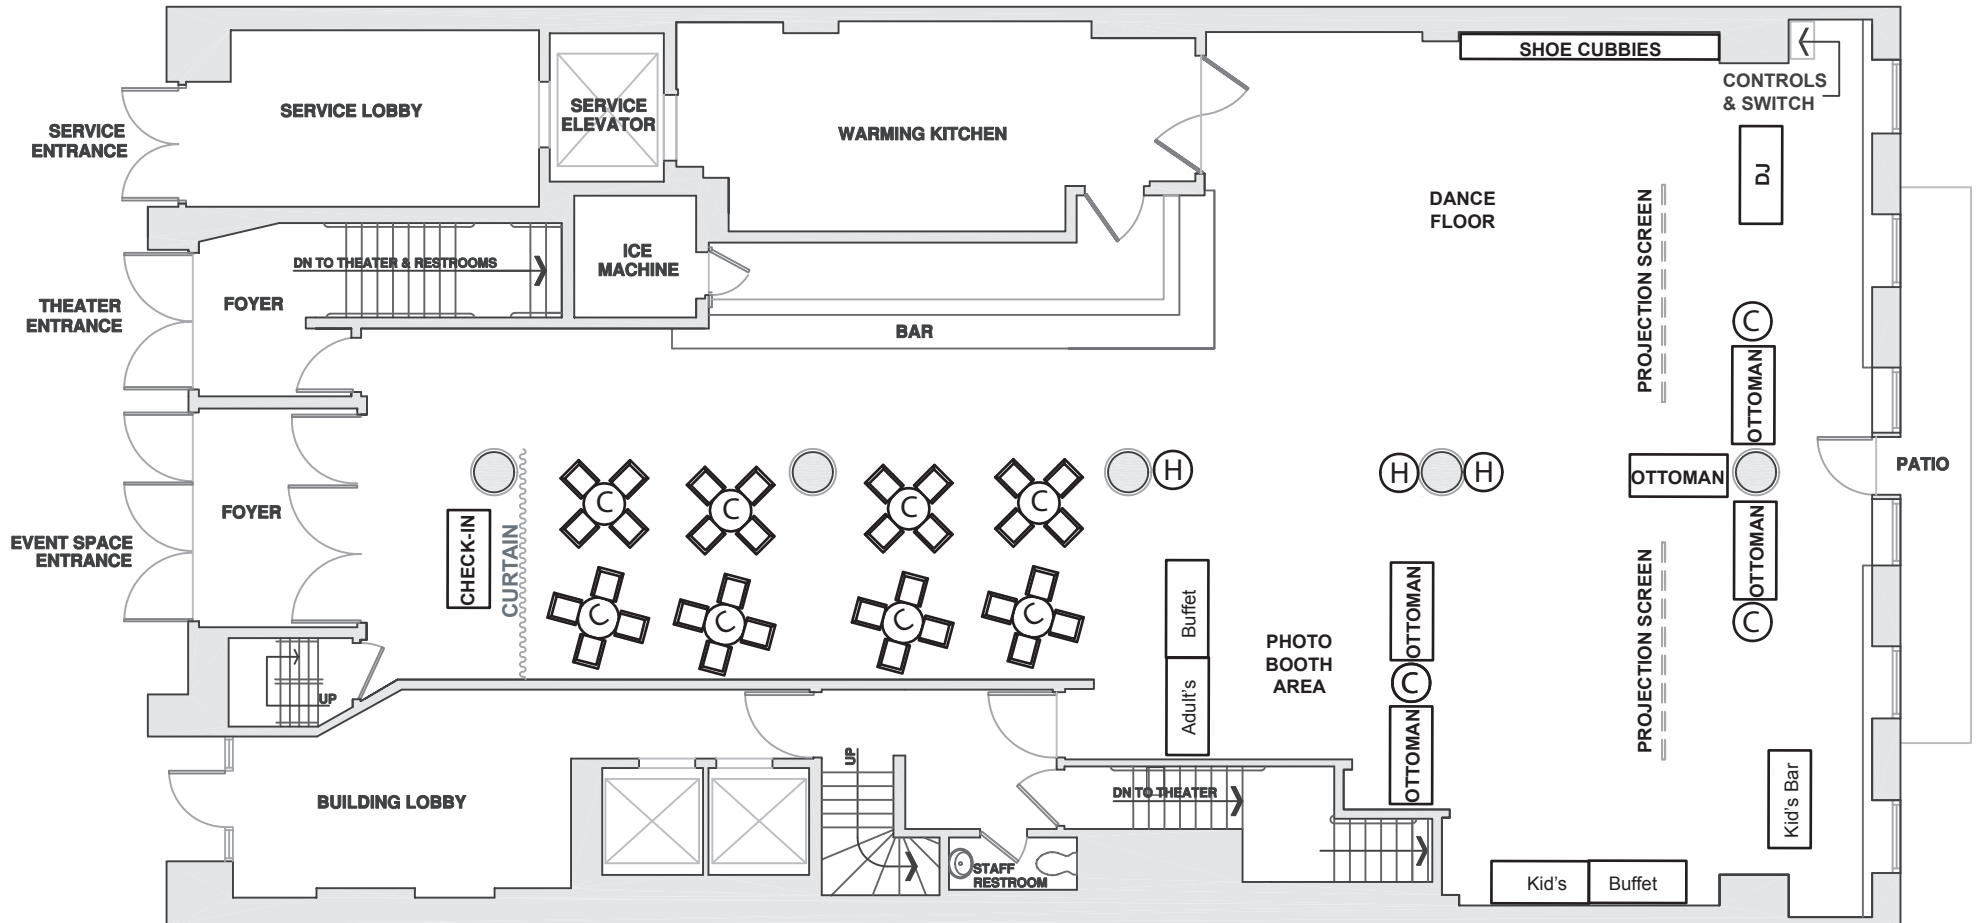 SHOE CUBBIES
CONTROLS
& SWITCH
SERVICE LOBBY
SERVICE
ELEVATOR
WARMING KITCHEN
SERVICE
ENTRANCE
DJ
DANCE
FLOOR
PROJECTION SCREEN
ICE
MACHINE
DN TO THEATER & RESTROOMS
FOYER
THEATER
ENTRANCE
BAR
C
OTTOMAN
H
H
H
OTTOMAN
PATIO
C
C
C
C
FOYER
EVENT SPACE
ENTRANCE
CHECK-IN
CURTAIN
OTTOMAN
C
C
C
C
C
Buffet
Adult's
PHOTO
BOOTH
AREA
OTTOMAN
C
OTTOMAN
PROJECTION SCREEN
UP
UP
BUILDING LOBBY
DN TO THEATER
Kid's Bar
STAFF
RESTROOM
Kid's
Buffet